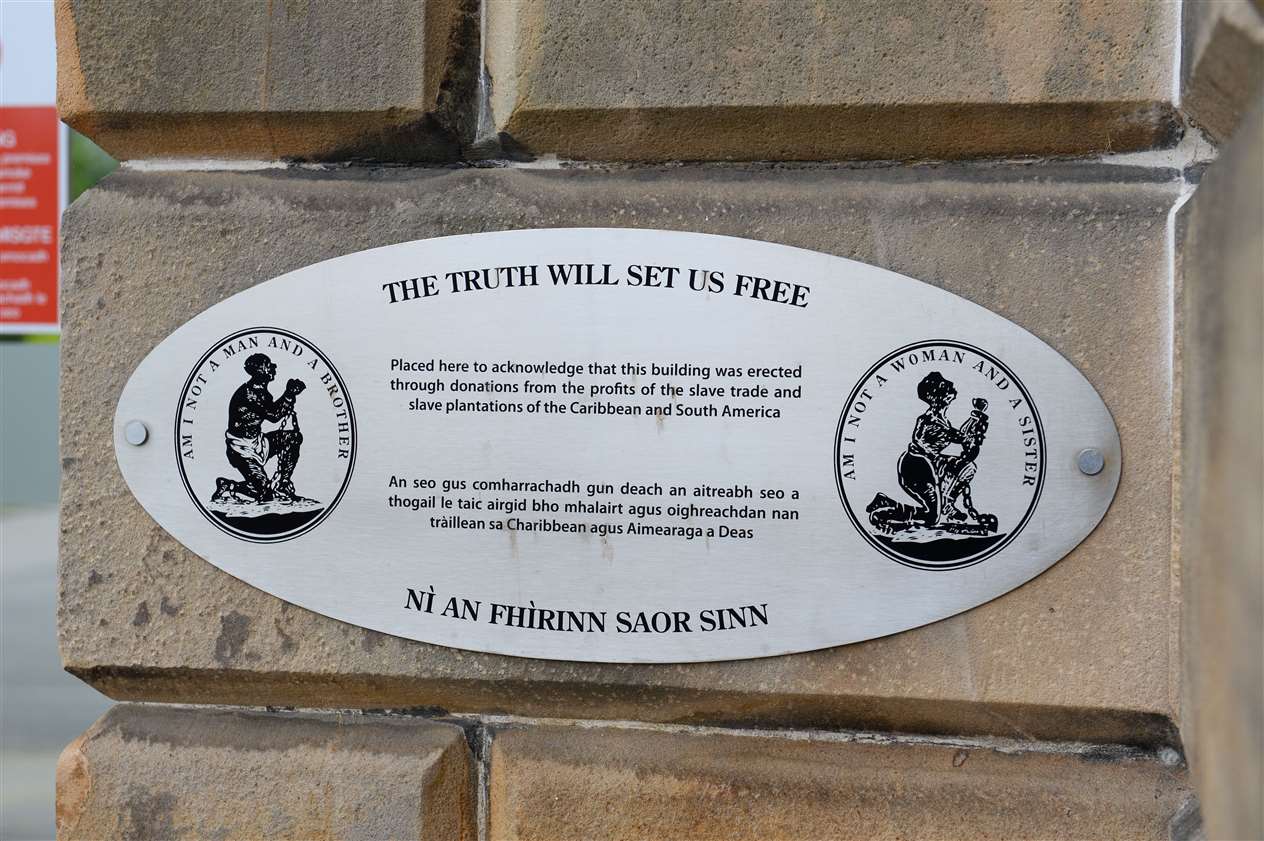 THE TRUTH WILL SET US FREE
AM I NOT A MAN AND A BROTHER
Placed here to acknowledge that this building was erected
through donations from the profits of the slave trade and
slave plantations of the Caribbean and South America
An seo gus comharrachadh gun deach an aitreabh seo a
thogail le taic airgid bho mhalairt agus oighreachdan nan
tràillean sa Charibbean agus Aimearaga a Deas
AM I NOT A WOMAN AND A SISTER
NÌ AN FHÌRINN SAOR SINN